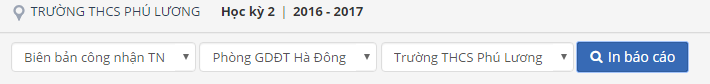 TRƯỜNG THCS PHÚ LƯƠNG Học kỳ 2 | 2016 - 2017
Biên bản công nhận TN Phòng GDĐT Hà Đông Trường THCS Phú Lương In báo cáo